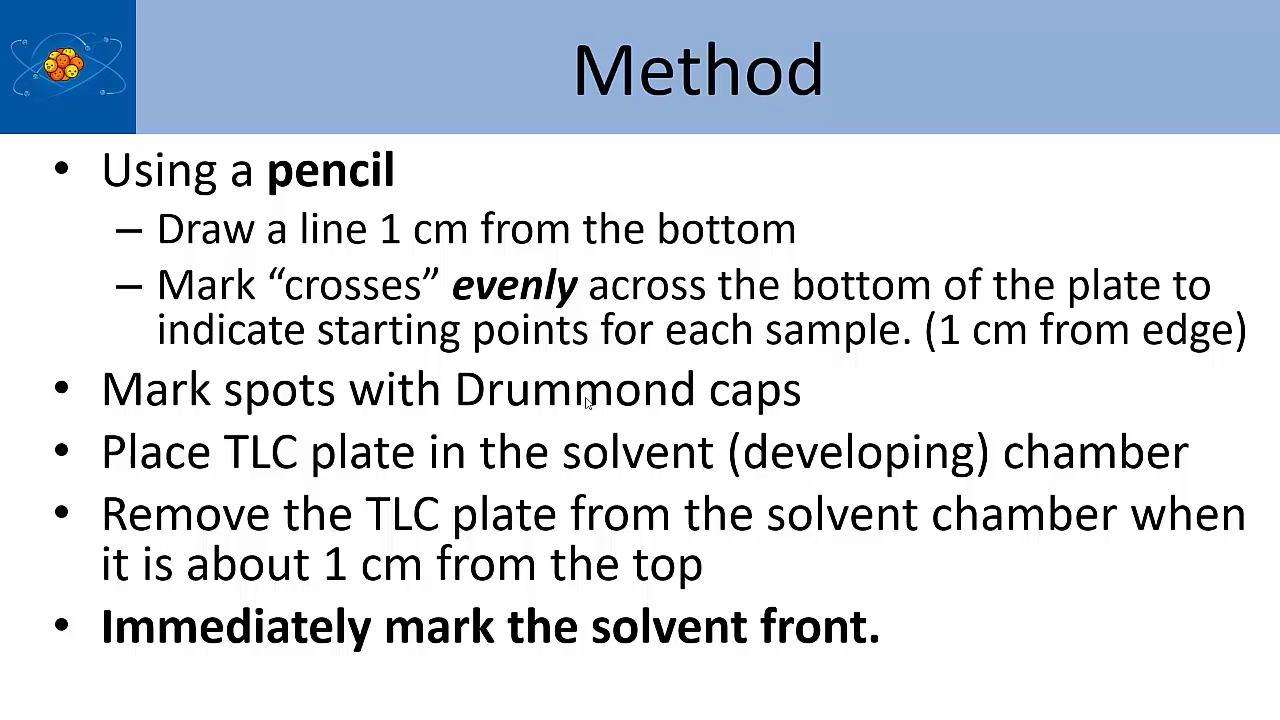 Method
• Using a pencil
– Draw a line 1 cm from the bottom
– Mark “crosses” evenly across the bottom of the plate to
indicate starting points for each sample. (1 cm from edge)
• Mark spots with Drummond caps
• Place TLC plate in the solvent (developing) chamber
• Remove the TLC plate from the solvent chamber when
it is about 1 cm from the top
• Immediately mark the solvent front.